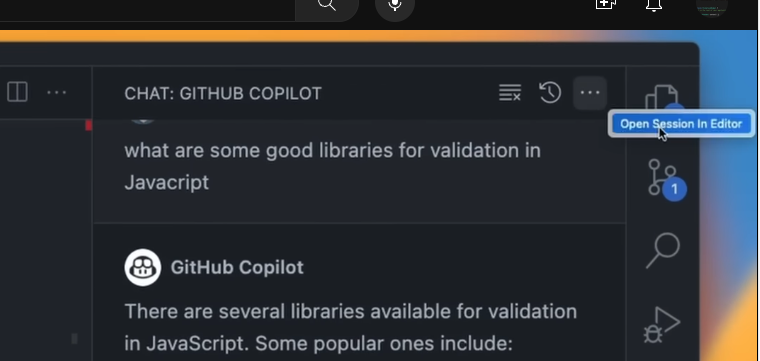 CHAT: GITHUB COPILOT
Open Session In Editor
what are some good libraries for validation in
Javacript
1
GitHub Copilot
There are several libraries available for validation
in JavaScript. Some popular ones include: